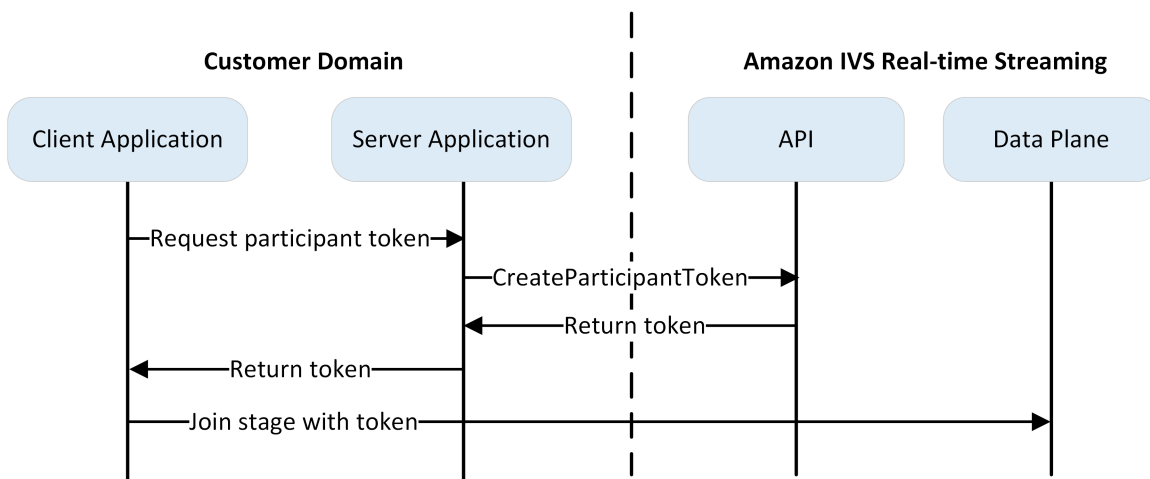 Customer Domain
Amazon IVS Real-time Streaming
Client Application
Server Application
API
Data Plane
Request participant token
CreateParticipantToken
Return token
Return token
Join stage with token